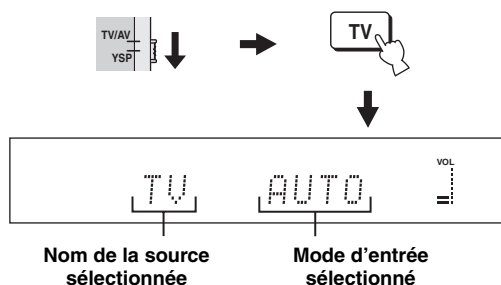 TV/AV
YSP
TV
VOL
TV AUTO
Nom de la source
sélectionnée
Mode d'entrée
sélectionné